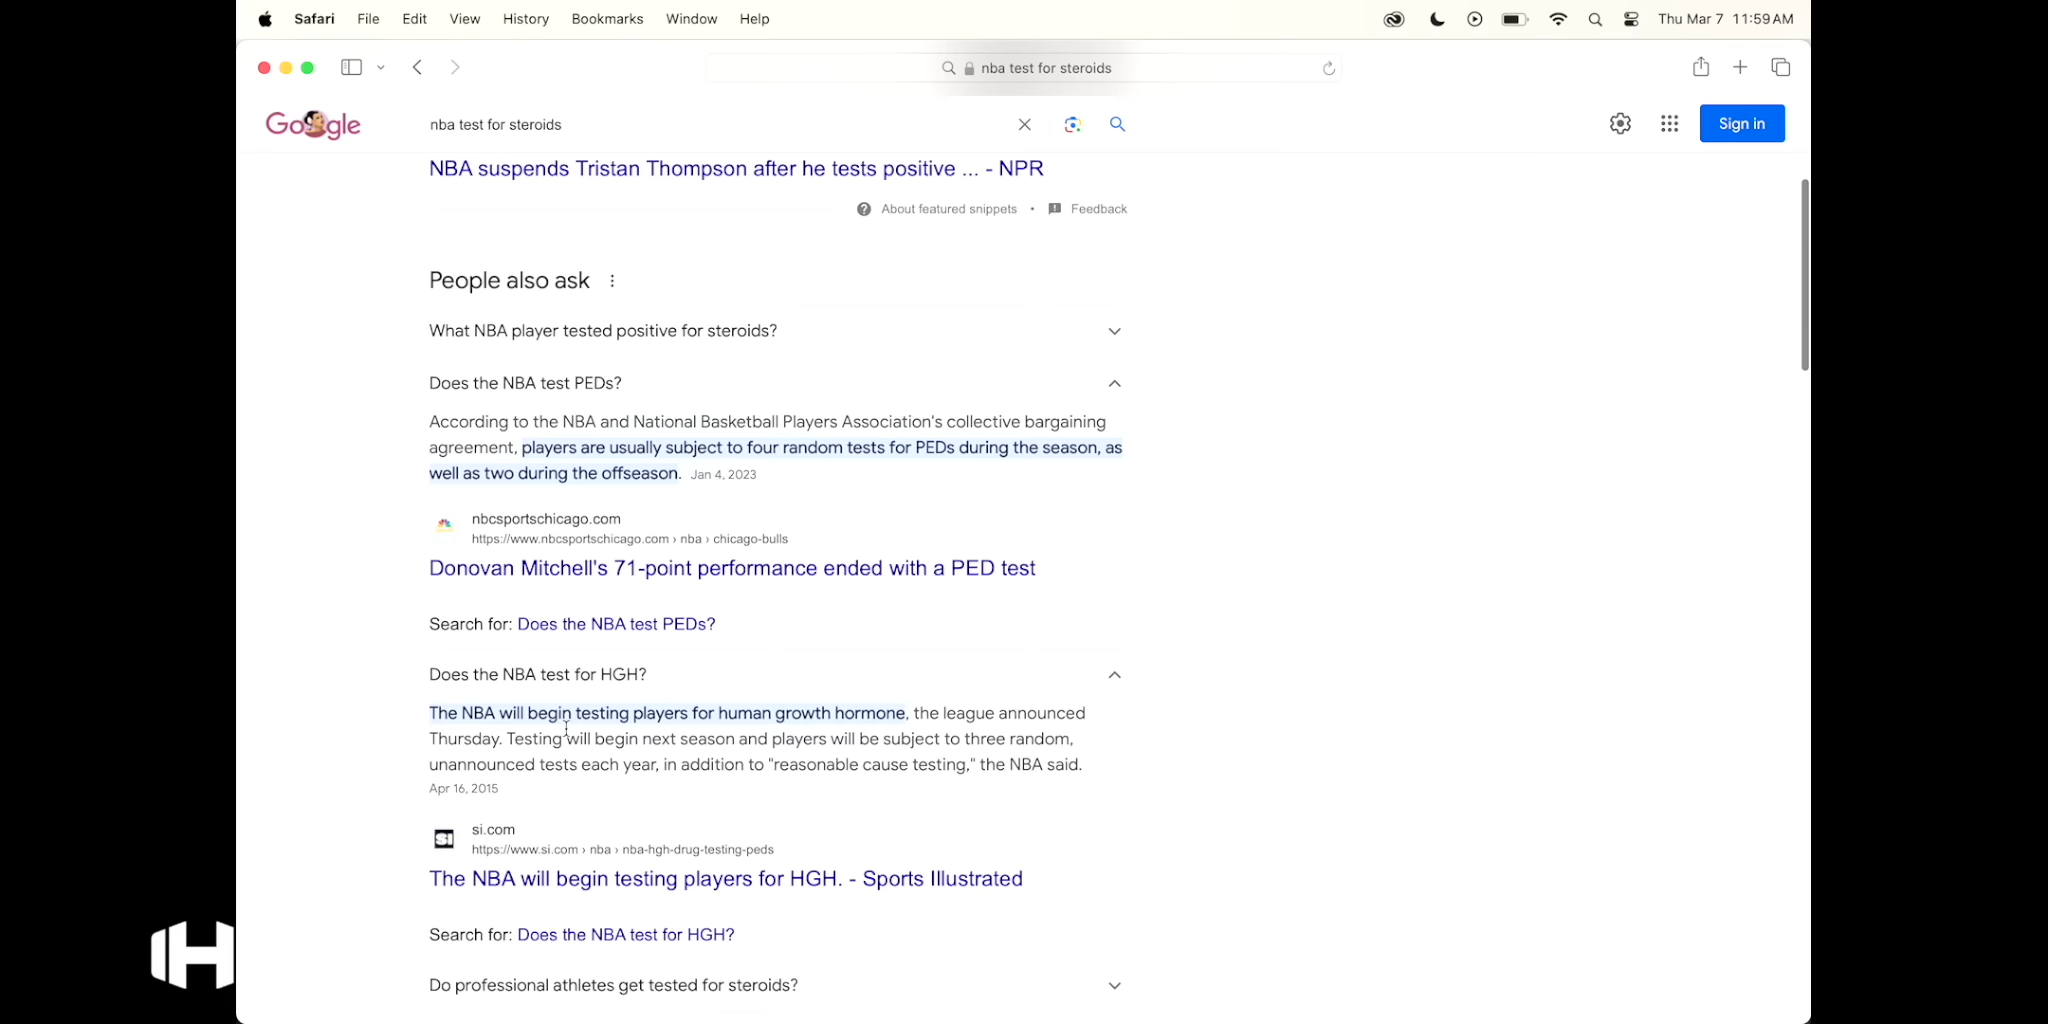 Safari File Edit View History Bookmarks Window Help Thu Mar 7 11:59 AM
nba test for steroids
Google nba test for steroids Sign in
NBA suspends Tristan Thompson after he tests positive ... - NPR
About featured snippets • Feedback
People also ask
What NBA player tested positive for steroids?
Does the NBA test PEDs?
According to the NBA and National Basketball Players Association's collective bargaining
agreement, players are usually subject to four random tests for PEDs during the season, as
well as two during the offseason. Jan 4, 2023
nbcsportschicago.com
https://www.nbcsportschicago.com › nba › chicago-bulls
Donovan Mitchell's 71-point performance ended with a PED test
Search for: Does the NBA test PEDs?
Does the NBA test for HGH?
The NBA will begin testing players for human growth hormone, the league announced
Thursday. Testing will begin next season and players will be subject to three random,
unannounced tests each year, in addition to "reasonable cause testing," the NBA said.
Apr 16, 2015
SI
si.com
https://www.si.com › nba › nba-hgh-drug-testing-peds
The NBA will begin testing players for HGH. - Sports Illustrated
Search for: Does the NBA test for HGH?
Do professional athletes get tested for steroids?
H